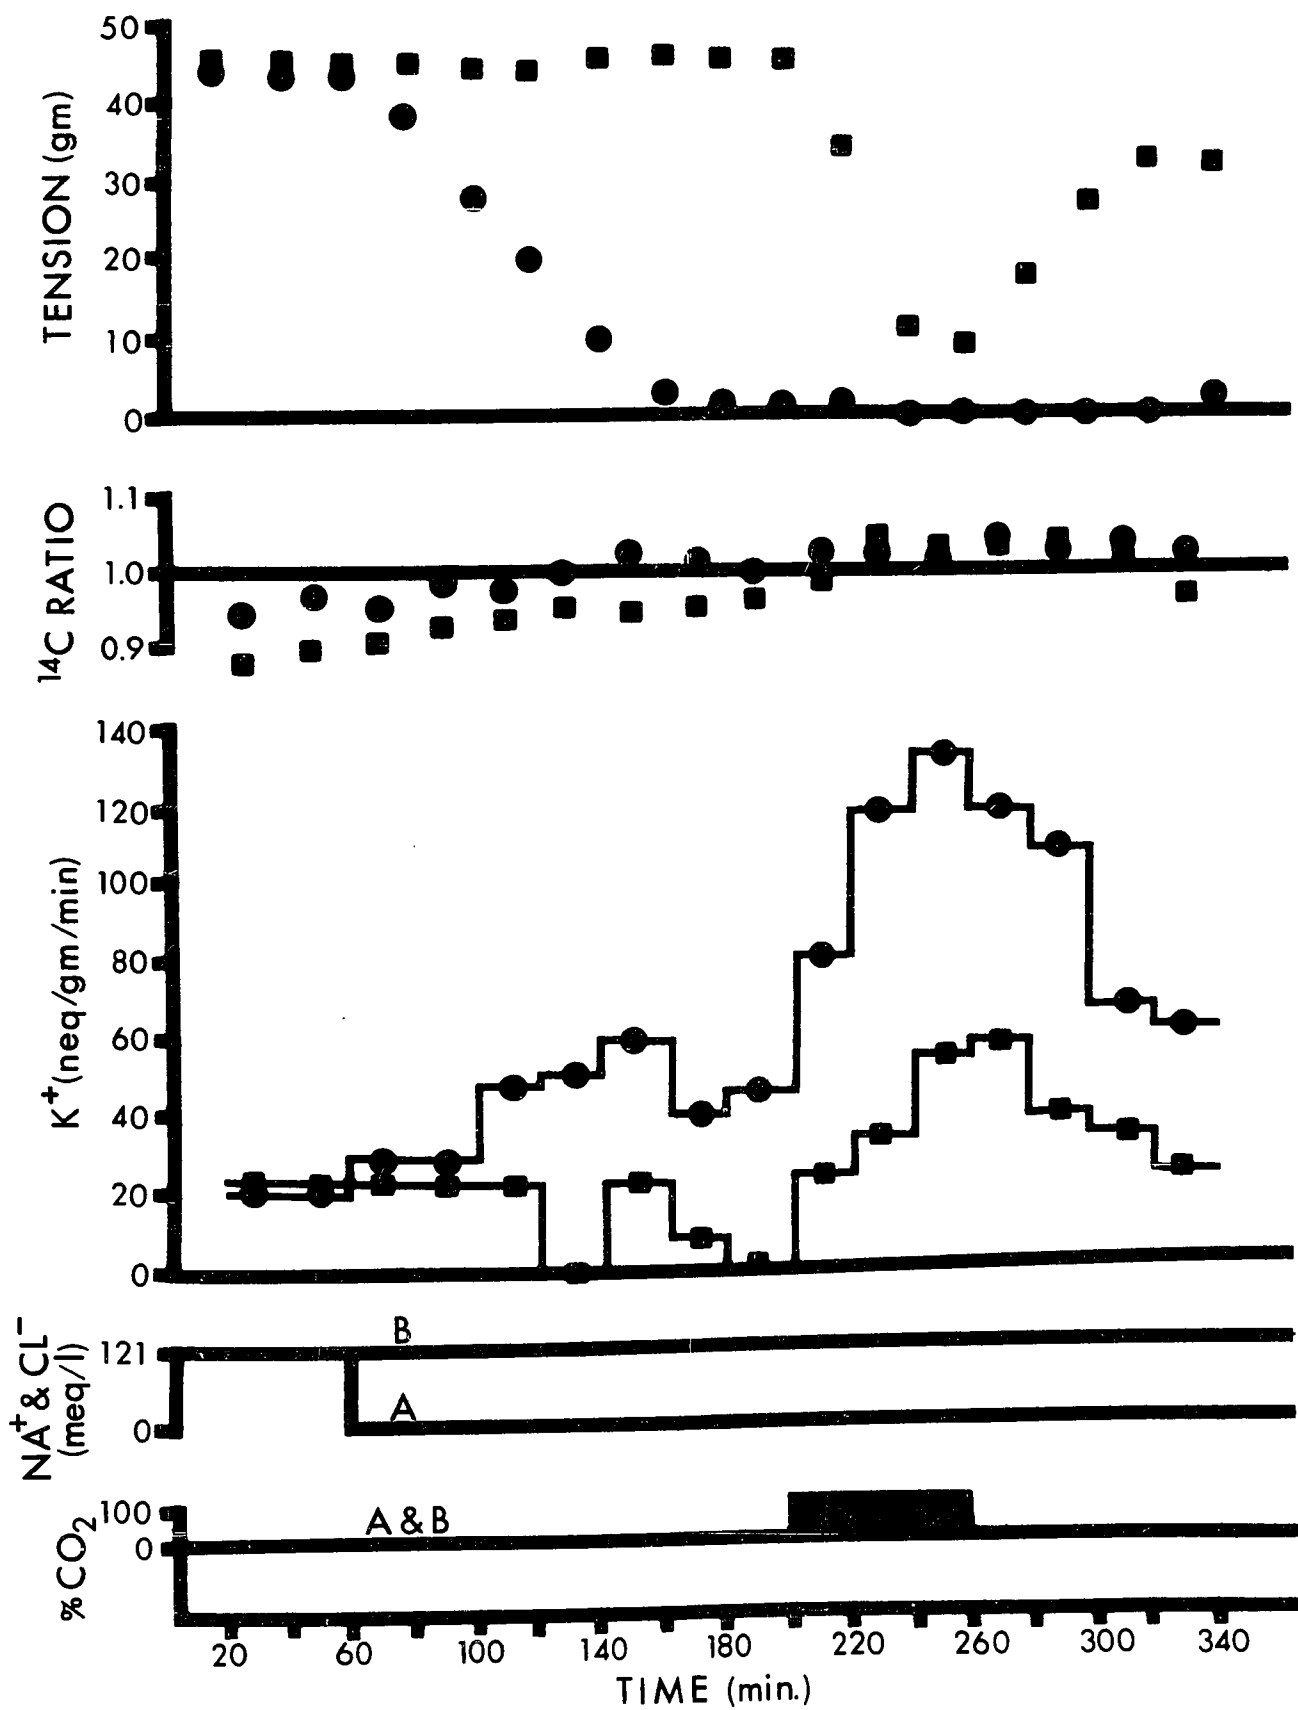 50
40
30
20
10
0
TENSION (gm)
1.1
1.0
0.9
14C RATIO
140
120
100
80
60
40
20
0
K+(neq/gm/min)
B
121
A
0
NA+ & CL-
(meq/l)
100
A & B
0
% CO2
20 60 100 140 180 220 260 300 340
TIME (min.)